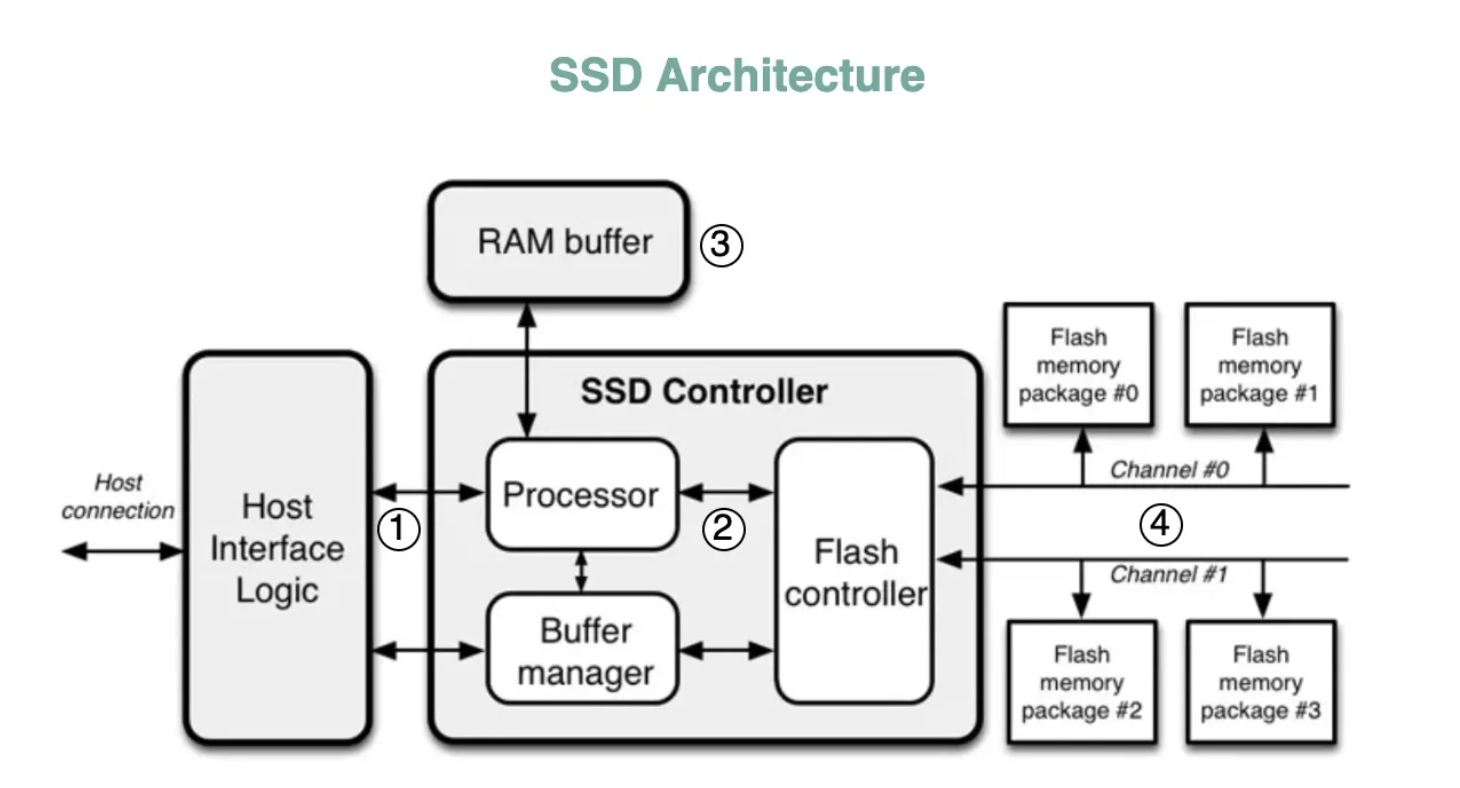 SSD Architecture
RAM buffer
③
SSD Controller
Host
connection
Host
Interface
Logic
①
Processor
②
Buffer
manager
Flash
controller
Flash
memory
package #0
Flash
memory
package #1
Channel #0
④
Channel #1
Flash
memory
package #2
Flash
memory
package #3